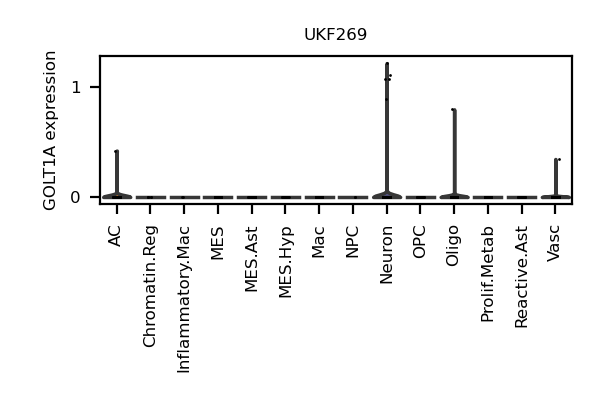 UKF269
GOLT1A expression
1
0
AC
Chromatin.Reg
Inflammatory.Mac
MES
MES.Ast
MES.Hyp
Mac
NPC
Neuron
OPC
Oligo
Prolif.Metab
Reactive.Ast
Vasc